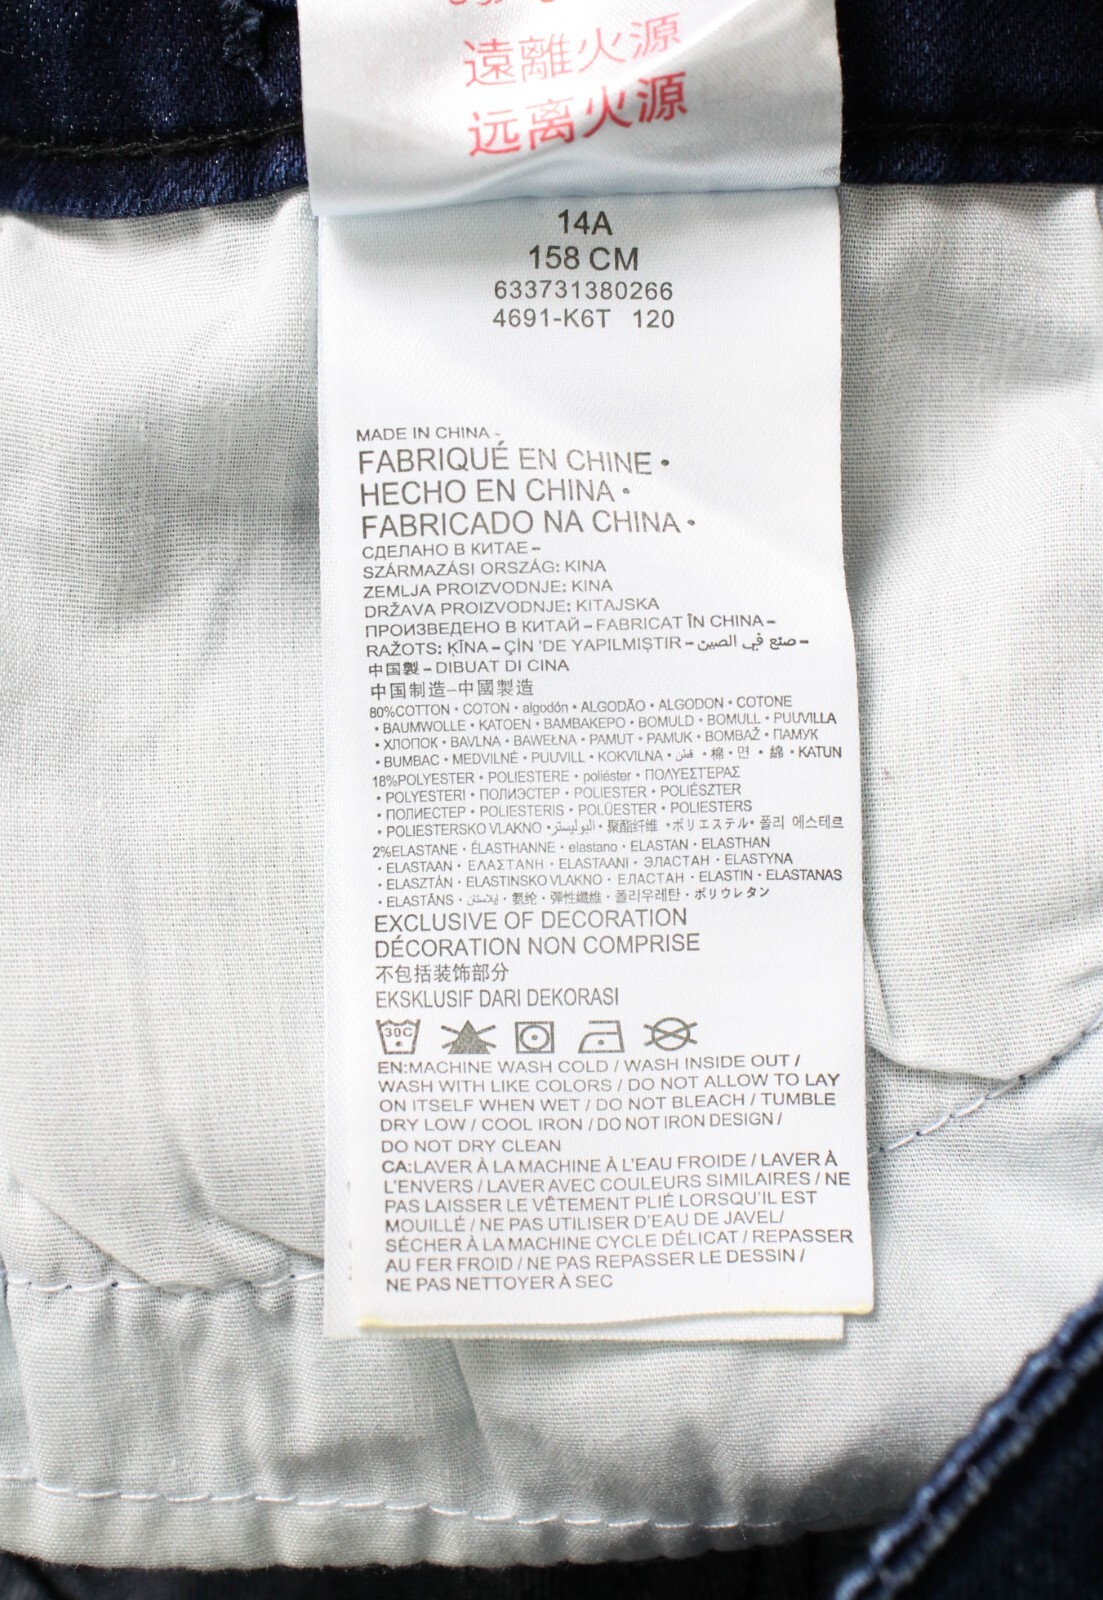 遠離火源
远离火源
14A
158 CM
633731380266
4691-K6T 120
MADE IN CHINA -
FABRIQUÉ EN CHINE •
HECHO EN CHINA •
FABRICADO NA CHINA •
СДЕЛАНО В КИТАЕ –
SZÁRMAZÁSI ORSZÁG: KINA
ZEMLJA PROIZVODNJE: KINA
DRŽAVA PROIZVODNJE: KITAJSKA
ПРОИЗВЕДЕНО В КИТАЙ – FABRICAT ÎN CHINA –
RAŽOTS: ĶĪNA – ÇİN 'DE YAPILMIŞTIR – صنع في الصين –
中国製 – DIBUAT DI CINA
中国制造–中國製造
80%COTTON • COTON • algodón • ALGODÃO • ALGODON • COTONE
• BAUMWOLLE • KATOEN • ΒΑΜΒΑΚΕΡΟ • BOMULD • BOMULL • PUUVILLA
• ХЛОПОК • BAVLNA • BAWEŁNA • PAMUT • PAMUK • BOMBAŽ • ПАМУК
• BUMBAC • MEDVILNĖ • PUUVILL • KOKVILNA • قطن • 棉 • 면 • 綿 • KATUN
18%POLYESTER • POLIESTERE • poliéster • ΠΟΛΥΕΣΤΕΡΑΣ
• POLYESTERI • ПОЛИЭСТЕР • POLIESTER • POLIÉSZTER
• ПОЛИЕСТЕР • POLIESTERIS • POLÜESTER • POLIESTERS
• POLIESTERSKO VLAKNO • البوليستر • 聚酯纤维 • ポリエステル • 폴리 에스테르
2%ELASTANE • ÉLASTHANNE • elastano • ELASTAN • ELASTHAN
• ELASTAAN • ΕΛΑΣΤΑΝΗ • ELASTAANI • ЭЛАСТАН • ELASTYNA
• ELASZTÁN • ELASTINSKO VLAKNO • ЕЛАСТАН • ELASTIN • ELASTANAS
• ELASTĀNS • إيلاستان • 氨纶 • 彈性纖維 • 폴리우레탄 • ポリウレタン
EXCLUSIVE OF DECORATION
DÉCORATION NON COMPRISE
不包括装饰部分
EKSKLUSIF DARI DEKORASI
30C
EN:MACHINE WASH COLD / WASH INSIDE OUT /
WASH WITH LIKE COLORS / DO NOT ALLOW TO LAY
ON ITSELF WHEN WET / DO NOT BLEACH / TUMBLE
DRY LOW / COOL IRON / DO NOT IRON DESIGN /
DO NOT DRY CLEAN
CA:LAVER À LA MACHINE À L'EAU FROIDE / LAVER À
L'ENVERS / LAVER AVEC COULEURS SIMILAIRES / NE
PAS LAISSER LE VÊTEMENT PLIÉ LORSQU'IL EST
MOUILLÉ / NE PAS UTILISER D'EAU DE JAVEL/
SÉCHER À LA MACHINE CYCLE DÉLICAT / REPASSER
AU FER FROID / NE PAS REPASSER LE DESSIN /
NE PAS NETTOYER À SEC